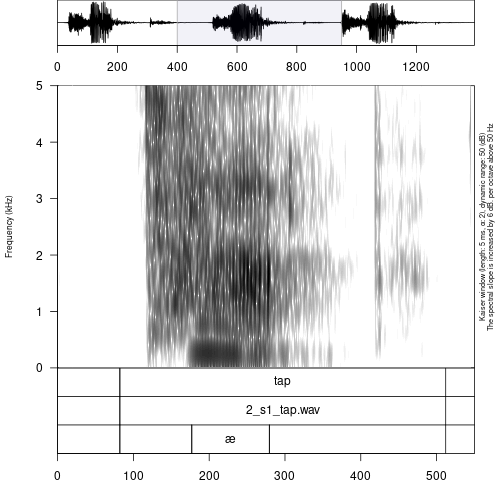 0 200 400 600 800 1000 1200
5
4
3
2
1
0
Frequency (kHz)
Kaiser window (length: 5 ms, α: 2), dynamic range: 50 (dB)
The spectral slope is increased by 6 dB per octave above 50 Hz
tap
2_s1_tap.wav
æ
0 100 200 300 400 500